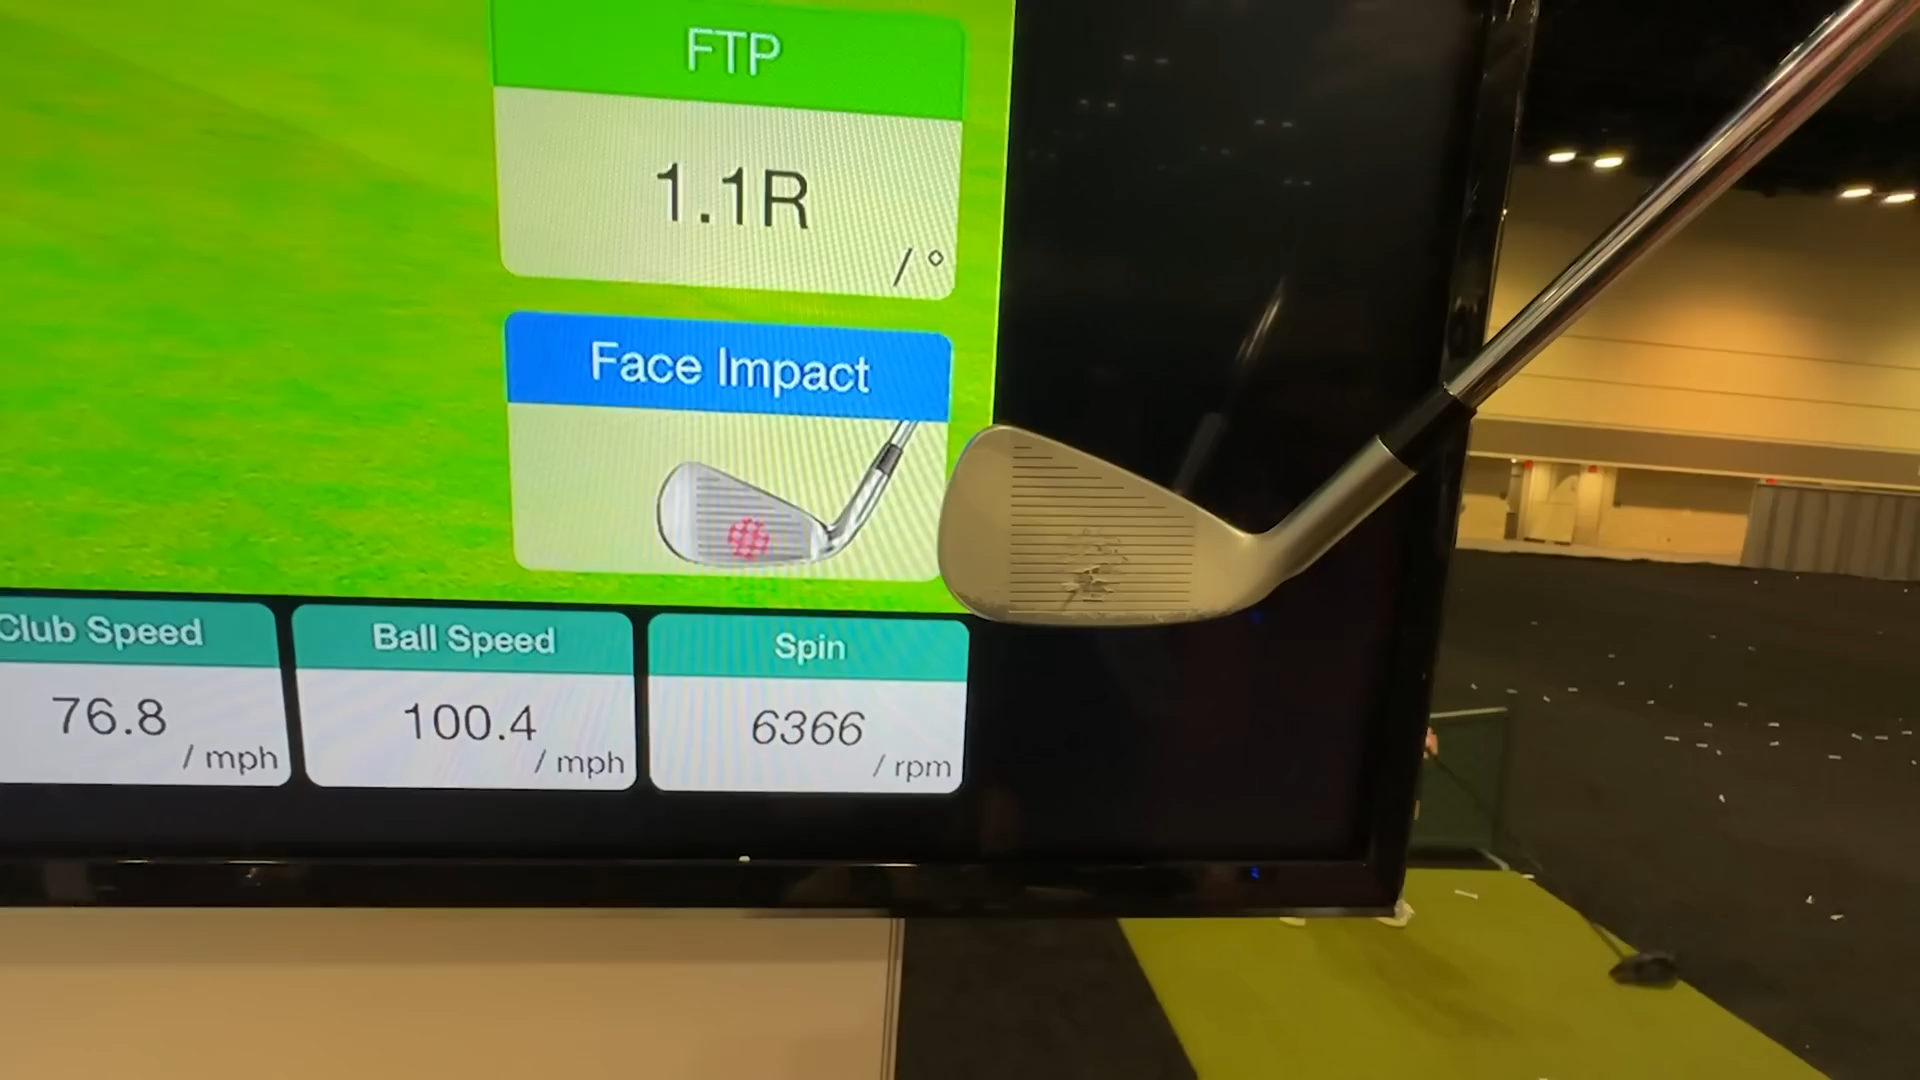 FTP
1.1R
/ °
Face Impact
Club Speed
76.8
/ mph
Ball Speed
100.4
/ mph
Spin
6366
/ rpm